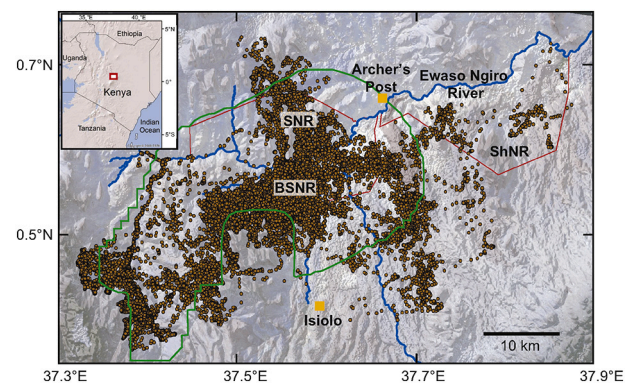 35°E
40°E
Ethiopia
5°N
Uganda
0°
Kenya
Indian
Ocean
Tanzania
5°S
0.7°N
Archer's
Post
Ewaso Ngiro
River
SNR
ShNR
BSNR
0.5°N
Isiolo
10 km
37.3°E
37.5°E
37.7°E
37.9°E